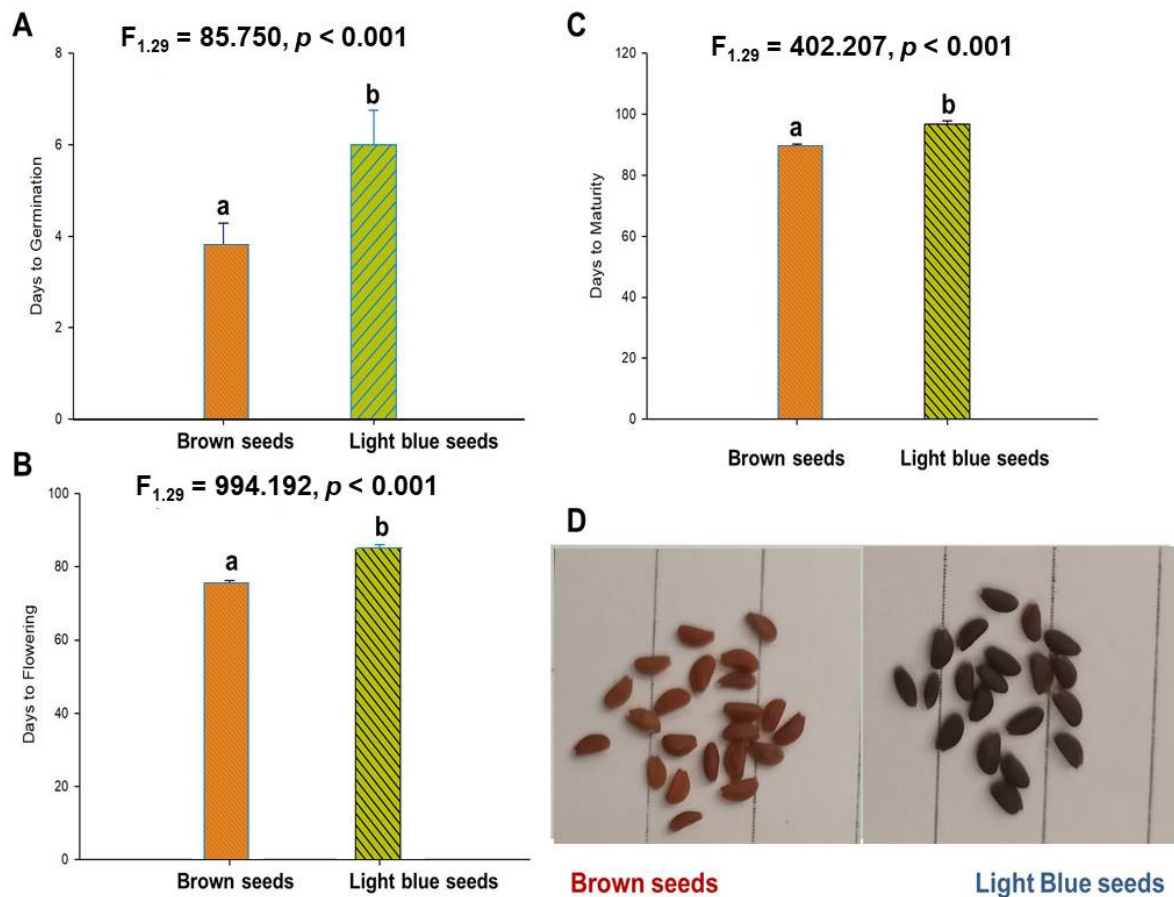 A
F1.29 = 85.750, p < 0.001
8
6
4
2
0
Days to Germination
a
b
Brown seeds
Light blue seeds
B
F1.29 = 994.192, p < 0.001
100
80
60
40
20
0
Days to Flowering
a
b
Brown seeds
Light blue seeds
C
F1.29 = 402.207, p < 0.001
120
100
80
60
40
20
0
Days to Maturity
a
b
Brown seeds
Light blue seeds
D
Brown seeds
Light Blue seeds